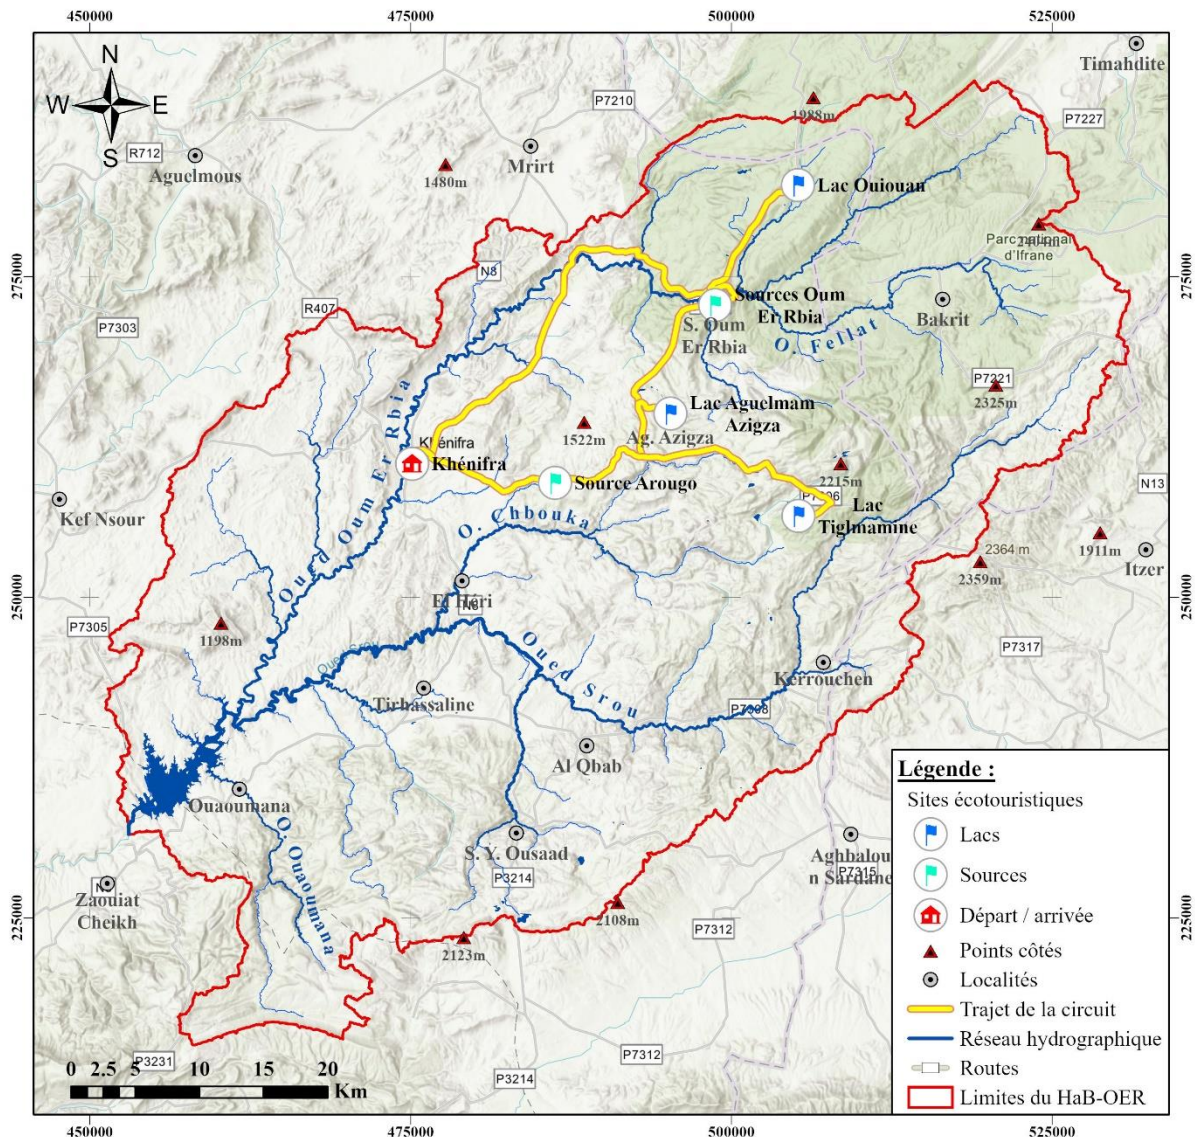 450000
475000
500000
525000
N
W
E
S
Timahdite
P7210
1988m
P7227
R712
Aguelmous
Mrirt
1480m
Lac Ouiouan
275000
275000
N8
Parc national
d'Ifrane
R407
P7303
Sources Oum
Er Rbia
S. Oum
Er Rbia
O. Fellat
Bakrit
P7221
2325m
Oued Oum Er Rbia
Lac Aguelmam
Azigza
Ag. Azigza
1522m
Khénifra
Khénifra
Source Arougo
2215m
Lac
Tiglmamine
N13
Kef Nsour
O. Chbouka
1911m
2364 m
2359m
Itzer
250000
250000
El Héri
P7305
1198m
Oued Srou
P7317
Kerrouchen
Tirhassaline
P7308
Al Qbab
Ouaoumana
O. Ouaoumana
S. Y. Ousaad
P3214
Aghbalou
n Sardane
P7315
Zaouiat
Cheikh
225000
225000
2108m
2123m
P7312
P3231
P7312
P3214
0 2.5 5 10 15 20
Km
Légende :
Sites écotouristiques
Lacs
Sources
Départ / arrivée
Points côtés
Localités
Trajet de la circuit
Réseau hydrographique
Routes
Limites du HaB-OER
450000
475000
500000
525000